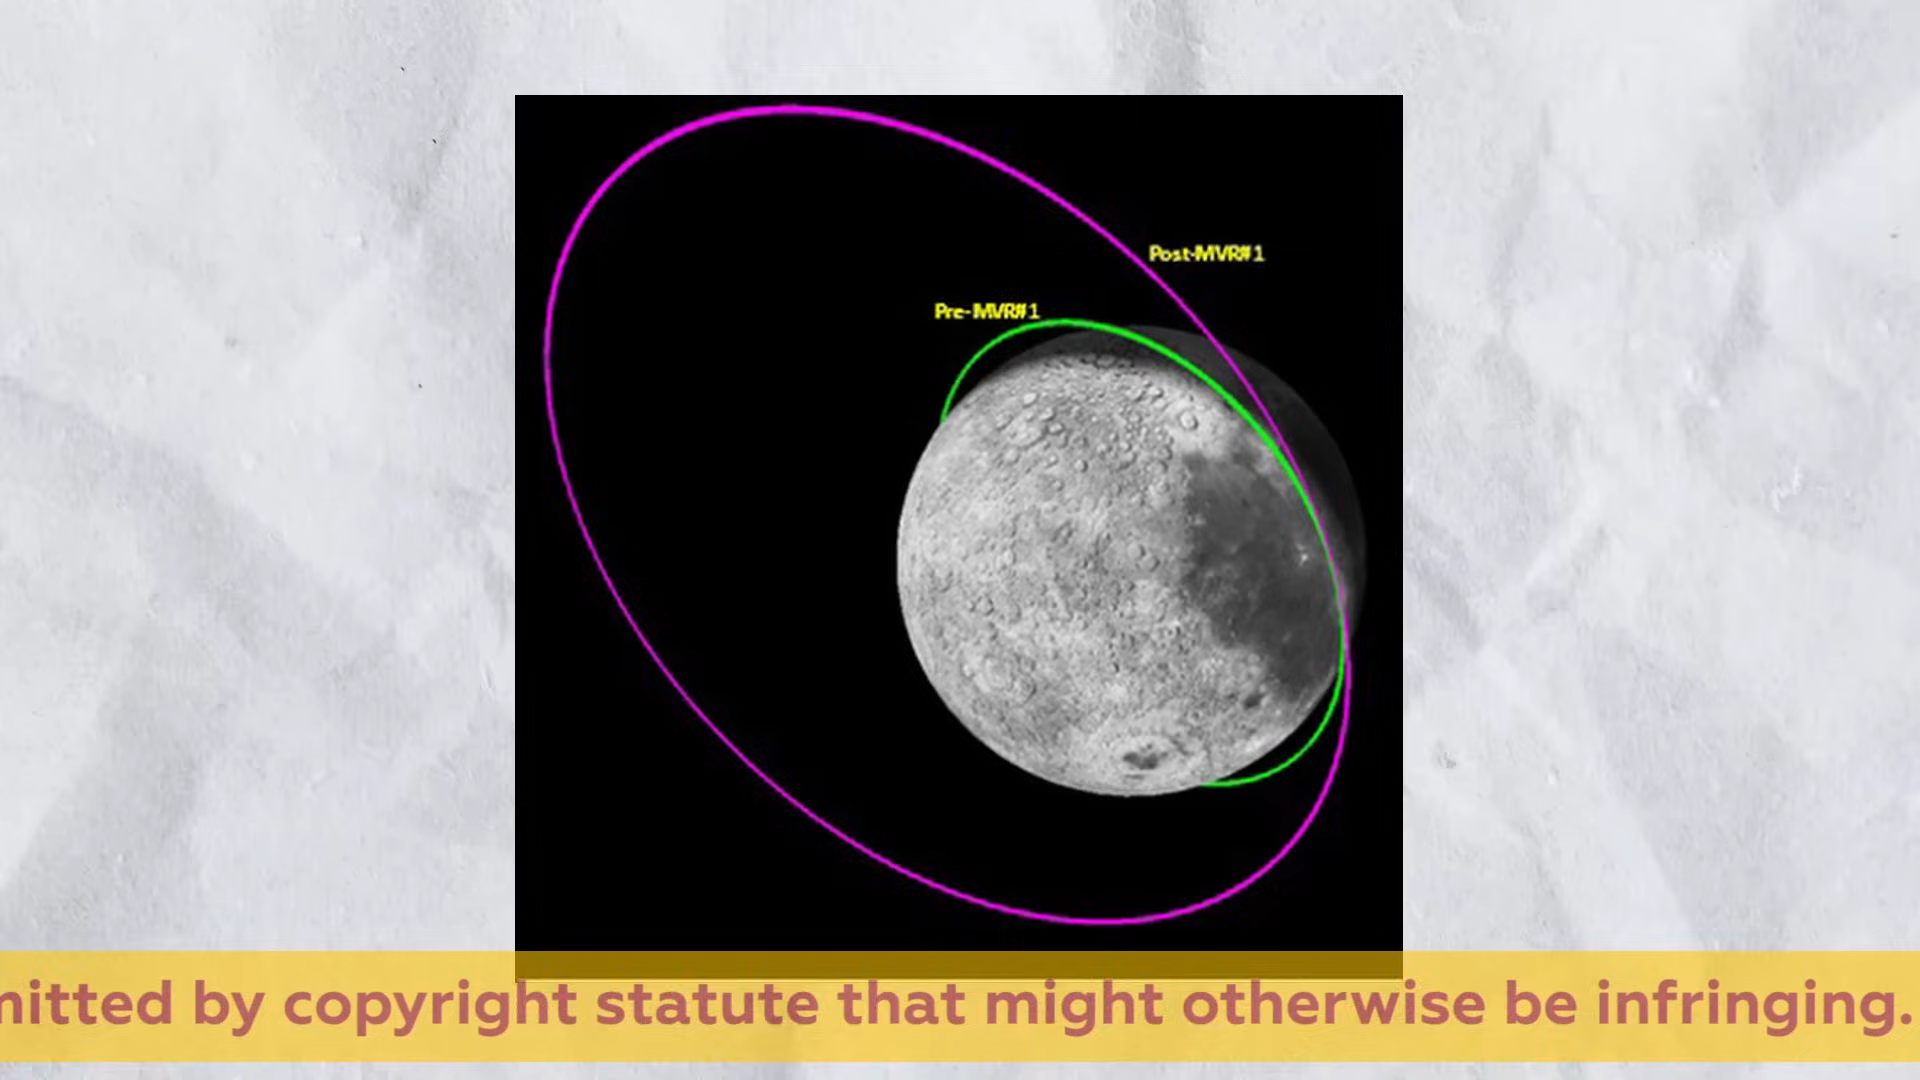 Post-MVR#1
Pre-MVR#1
mitted by copyright statute that might otherwise be infringing.